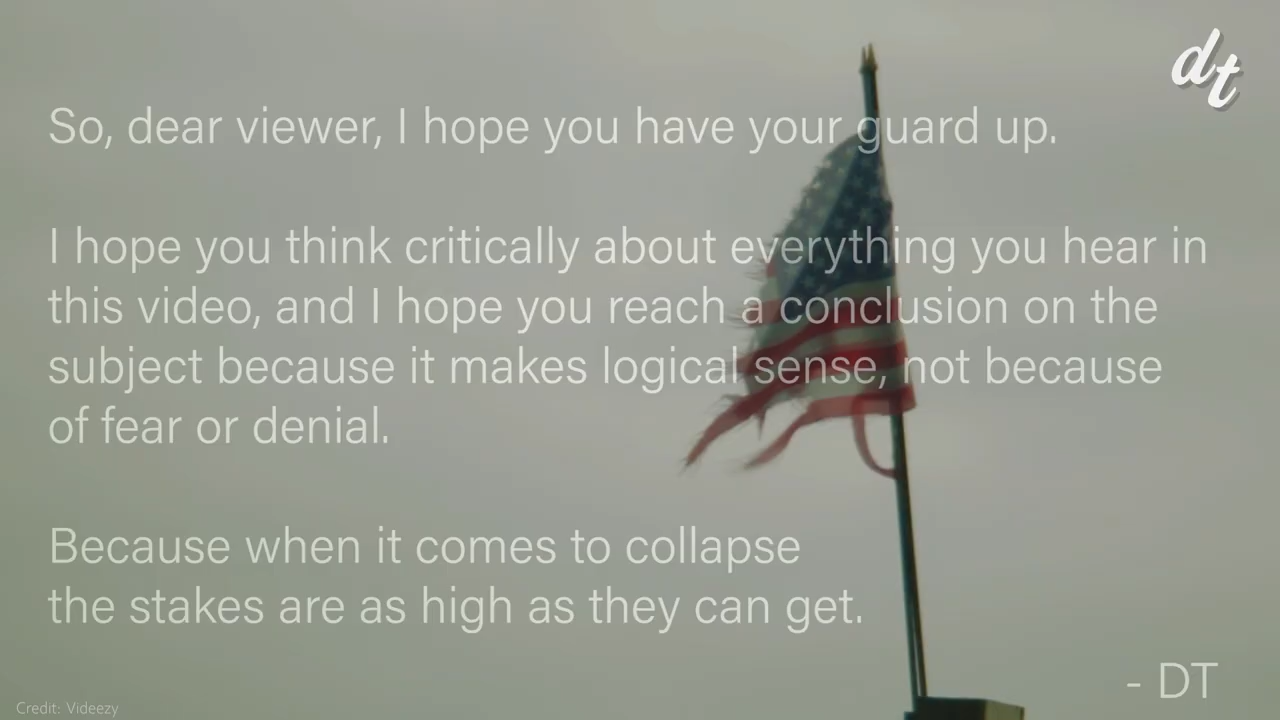 dt
So, dear viewer, I hope you have your guard up.
I hope you think critically about everything you hear in
this video, and I hope you reach a conclusion on the
subject because it makes logical sense, not because
of fear or denial.
Because when it comes to collapse
the stakes are as high as they can get.
- DT
Credit: Videezy